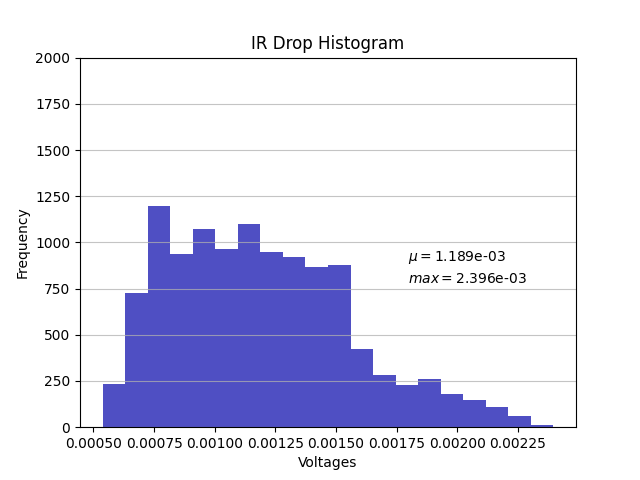 IR Drop Histogram
2000
1750
1500
1250
1000
750
500
250
0
Frequency
μ = 1.189e-03
max = 2.396e-03
0.00050 0.00075 0.00100 0.00125 0.00150 0.00175 0.00200 0.00225
Voltages